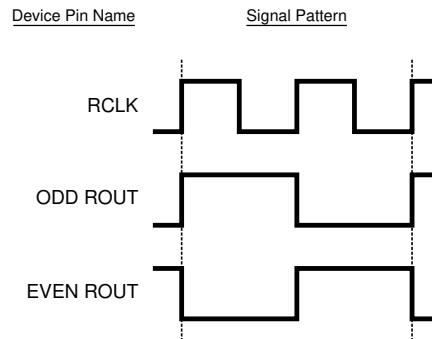 Device Pin Name Signal Pattern
RCLK
ODD ROUT
EVEN ROUT